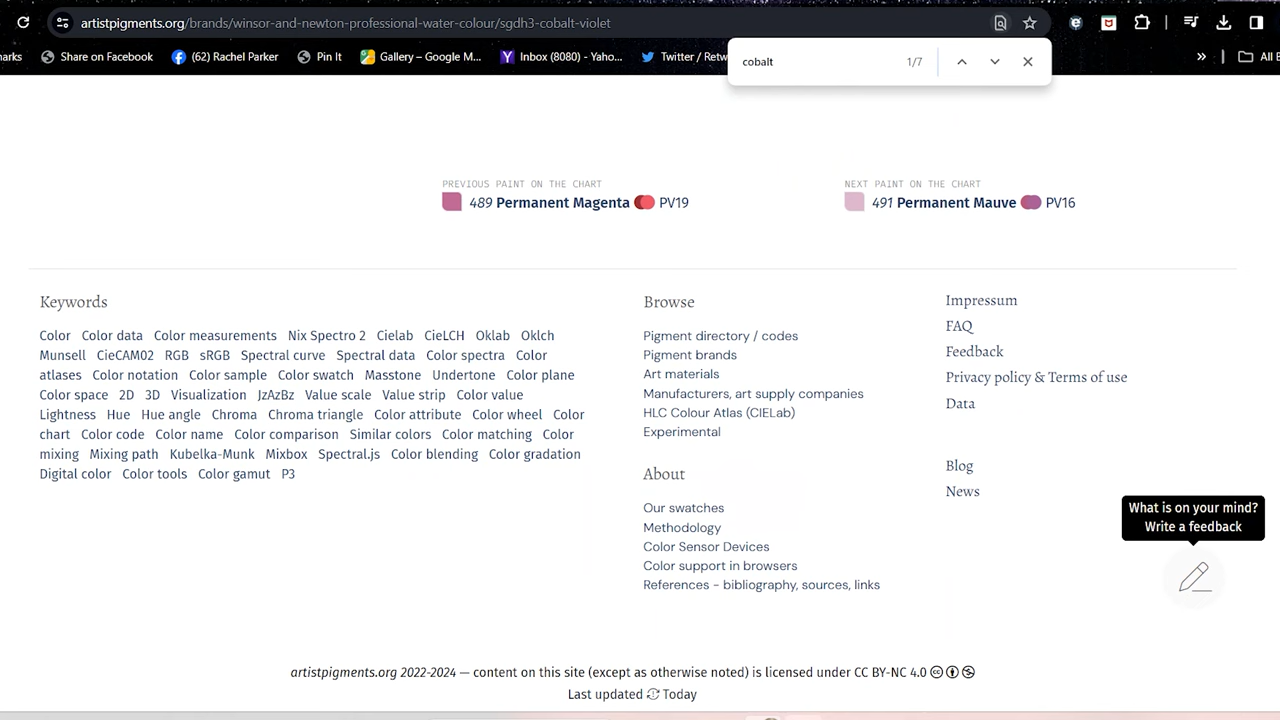 artistpigments.org/brands/winsor-and-newton-professional-water-colour/sgdh3-cobalt-violet
arks Share on Facebook (62) Rachel Parker Pin It Gallery – Google M... Inbox (8080) - Yaho... Twitter / Retw » All B
cobalt 1/7
PREVIOUS PAINT ON THE CHART
489 Permanent Magenta PV19
NEXT PAINT ON THE CHART
491 Permanent Mauve PV16
Keywords
Color Color data Color measurements Nix Spectro 2 Cielab CieLCH Oklab Oklch
Munsell CieCAM02 RGB sRGB Spectral curve Spectral data Color spectra Color
atlases Color notation Color sample Color swatch Masstone Undertone Color plane
Color space 2D 3D Visualization JzAzBz Value scale Value strip Color value
Lightness Hue Hue angle Chroma Chroma triangle Color attribute Color wheel Color
chart Color code Color name Color comparison Similar colors Color matching Color
mixing Mixing path Kubelka-Munk Mixbox Spectral.js Color blending Color gradation
Digital color Color tools Color gamut P3
Browse
Pigment directory / codes
Pigment brands
Art materials
Manufacturers, art supply companies
HLC Colour Atlas (CIELab)
Experimental
About
Our swatches
Methodology
Color Sensor Devices
Color support in browsers
References - bibliography, sources, links
Impressum
FAQ
Feedback
Privacy policy & Terms of use
Data
Blog
News
What is on your mind?
Write a feedback
artistpigments.org 2022-2024 — content on this site (except as otherwise noted) is licensed under CC BY-NC 4.0
Last updated Today